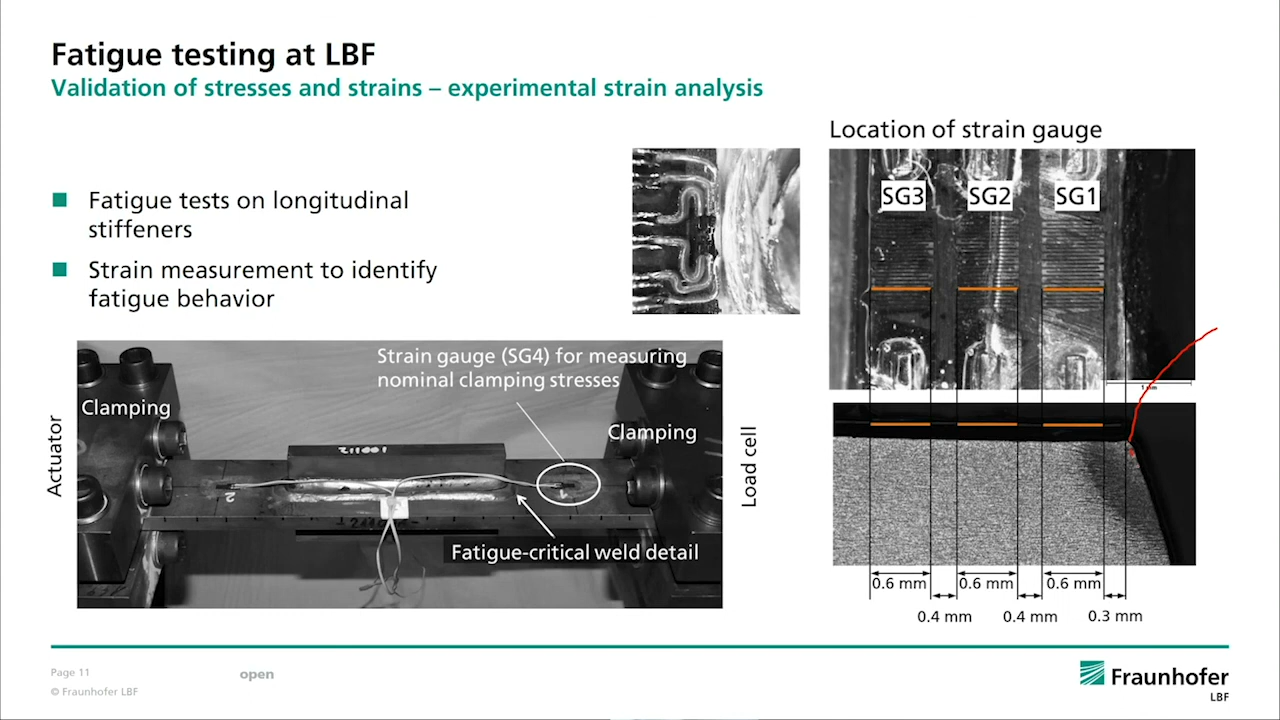 Fatigue testing at LBF
Validation of stresses and strains – experimental strain analysis
Fatigue tests on longitudinal
stiffeners
Strain measurement to identify
fatigue behavior
Location of strain gauge
SG3 SG2 SG1
1 mm
Strain gauge (SG4) for measuring
nominal clamping stresses
Clamping
Clamping
Actuator
Load cell
Fatigue-critical weld detail
0.6 mm 0.6 mm 0.6 mm
0.4 mm 0.4 mm 0.3 mm
Page 11
open
© Fraunhofer LBF
Fraunhofer
LBF